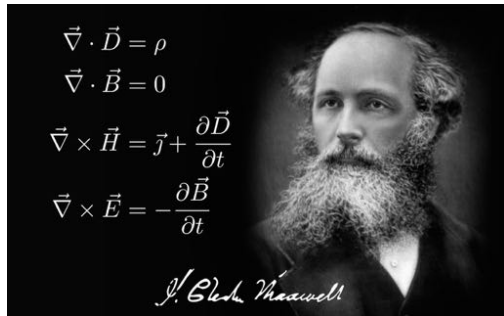 ∇⃗ · D⃗ = ρ
∇⃗ · B⃗ = 0
∇⃗ × H⃗ = ȷ⃗ + ∂D⃗/∂t
∇⃗ × E⃗ = −∂B⃗/∂t
J. Clerk Maxwell